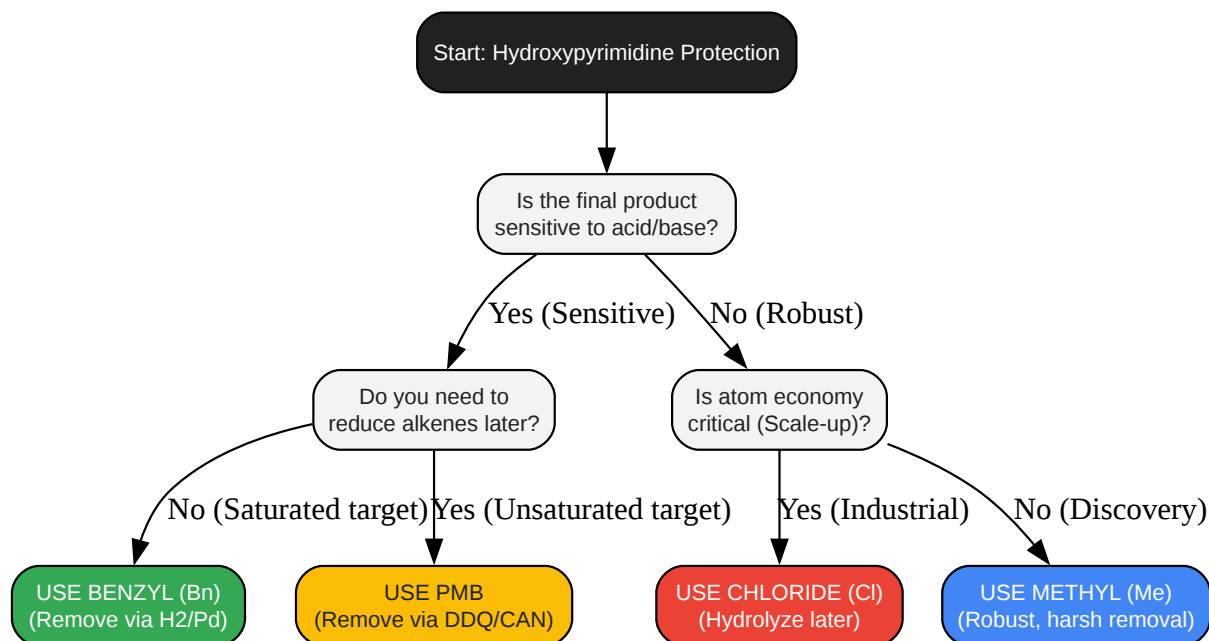 Start: Hydroxypyrimidine Protection
Is the final product
sensitive to acid/base?
Yes (Sensitive)
No (Robust)
Do you need to
reduce alkenes later?
Is atom economy
critical (Scale-up)?
No (Saturated target)
Yes (Unsaturated target)
Yes (Industrial)
No (Discovery)
USE BENZYL (Bn)
(Remove via H2/Pd)
USE PMB
(Remove via DDQ/CAN)
USE CHLORIDE (Cl)
(Hydrolyze later)
USE METHYL (Me)
(Robust, harsh removal)